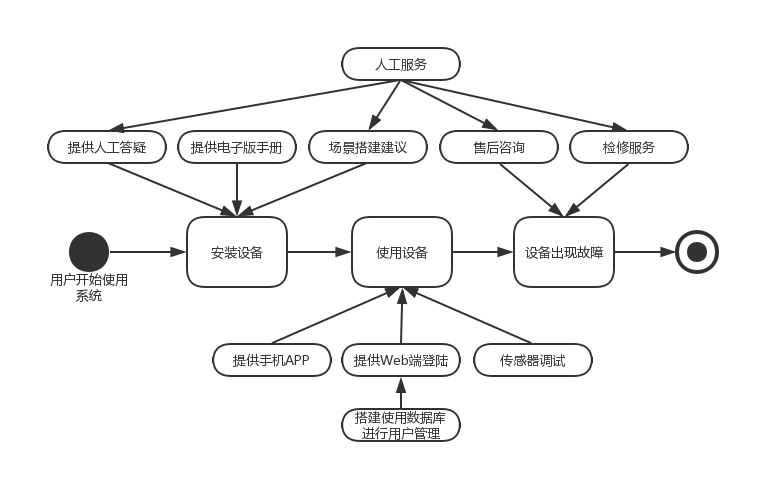 人工服务
提供人工答疑
提供电子版手册
场景搭建建议
售后咨询
检修服务
安装设备
使用设备
设备出现故障
用户开始使用
系统
提供手机APP
提供Web端登陆
传感器调试
搭建使用数据库
进行用户管理